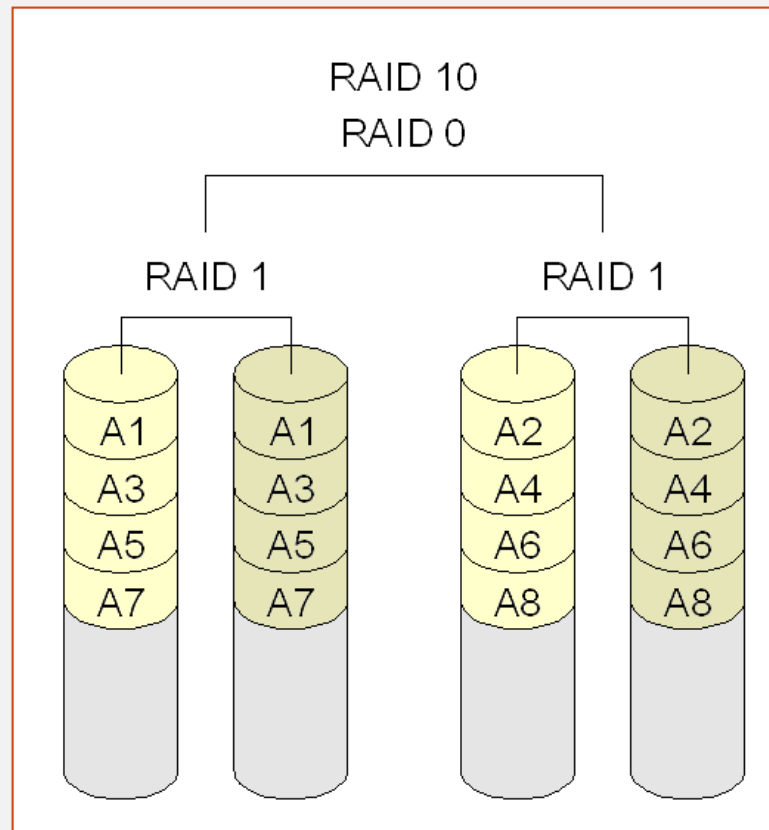 RAID 10
RAID 0
RAID 1 RAID 1
A1 A1 A2 A2
A3 A3 A4 A4
A5 A5 A6 A6
A7 A7 A8 A8